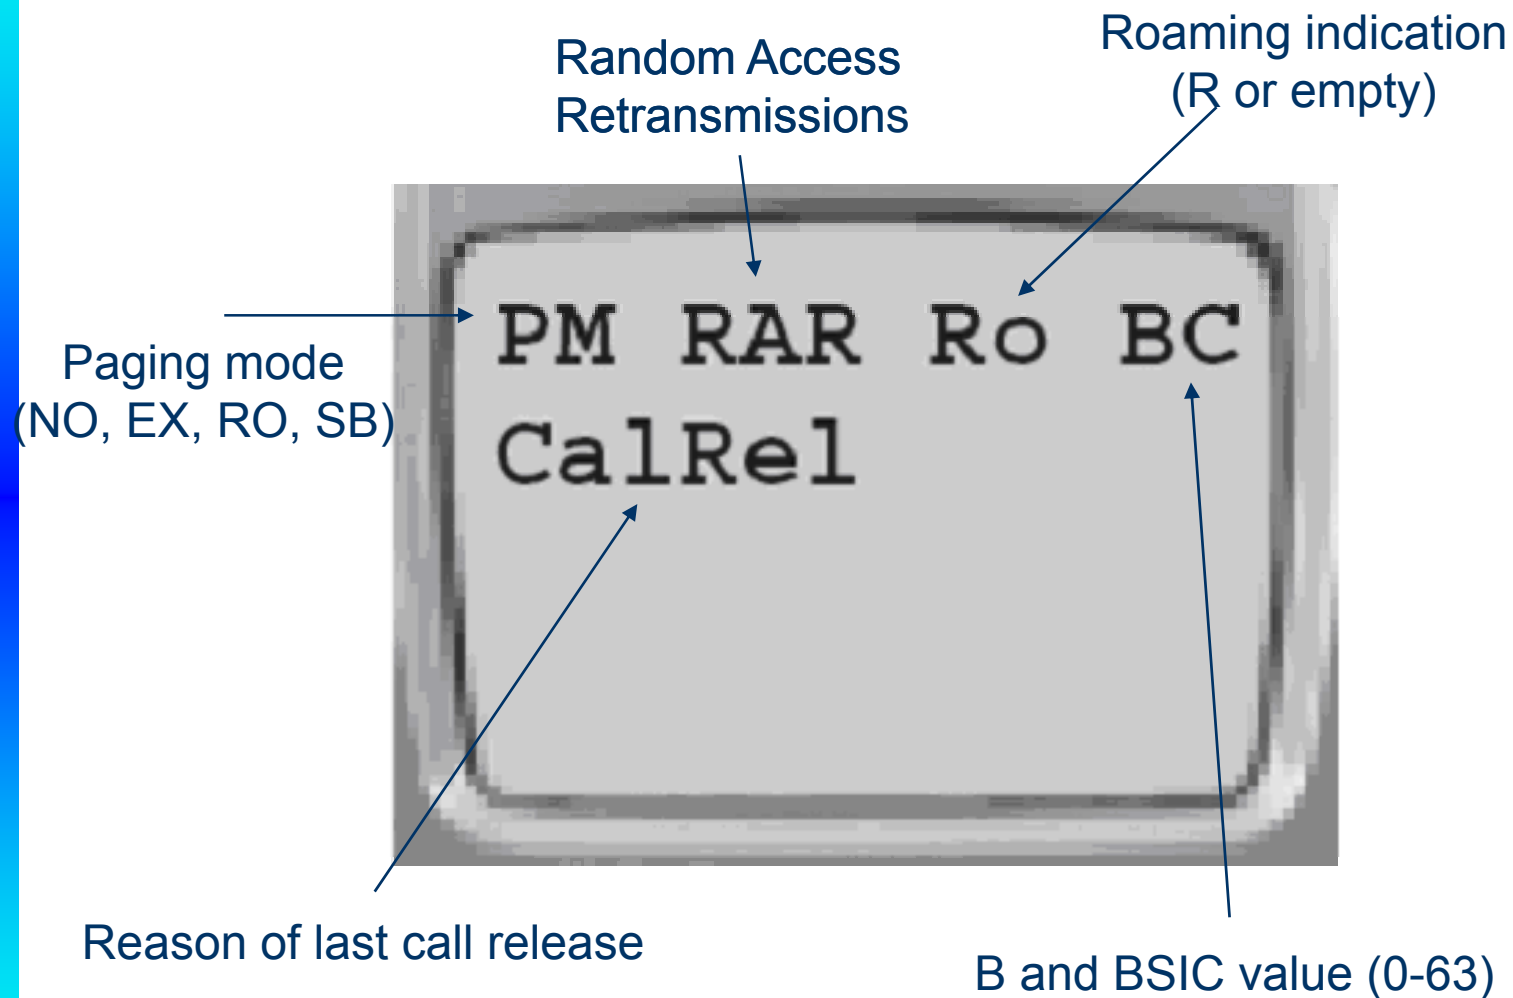 Random Access
Retransmissions
Roaming indication
(R or empty)
PM RAR Ro BC
CalRel
Paging mode
(NO, EX, RO, SB)
Reason of last call release
B and BSIC value (0-63)